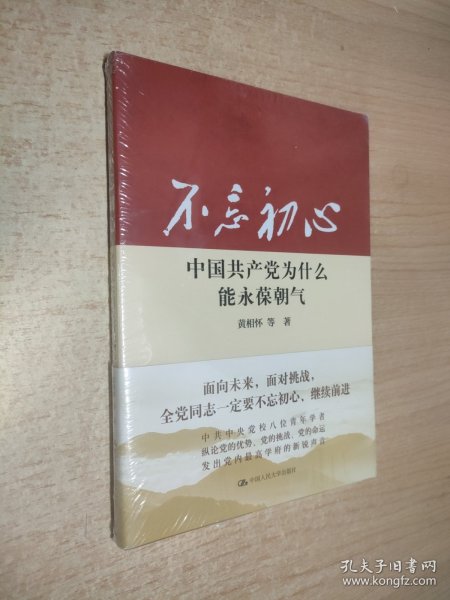 不忘初心
中国共产党为什么
能永葆朝气
黄相怀 等 著
面向未来，面对挑战，
全党同志一定要不忘初心、继续前进
中共中央党校八位青年学者
纵论党的优势、党的挑战、党的命运
发出党内最高学府的新锐声音
中国人民大学出版社
孔夫子旧书网
www.kongfz.com